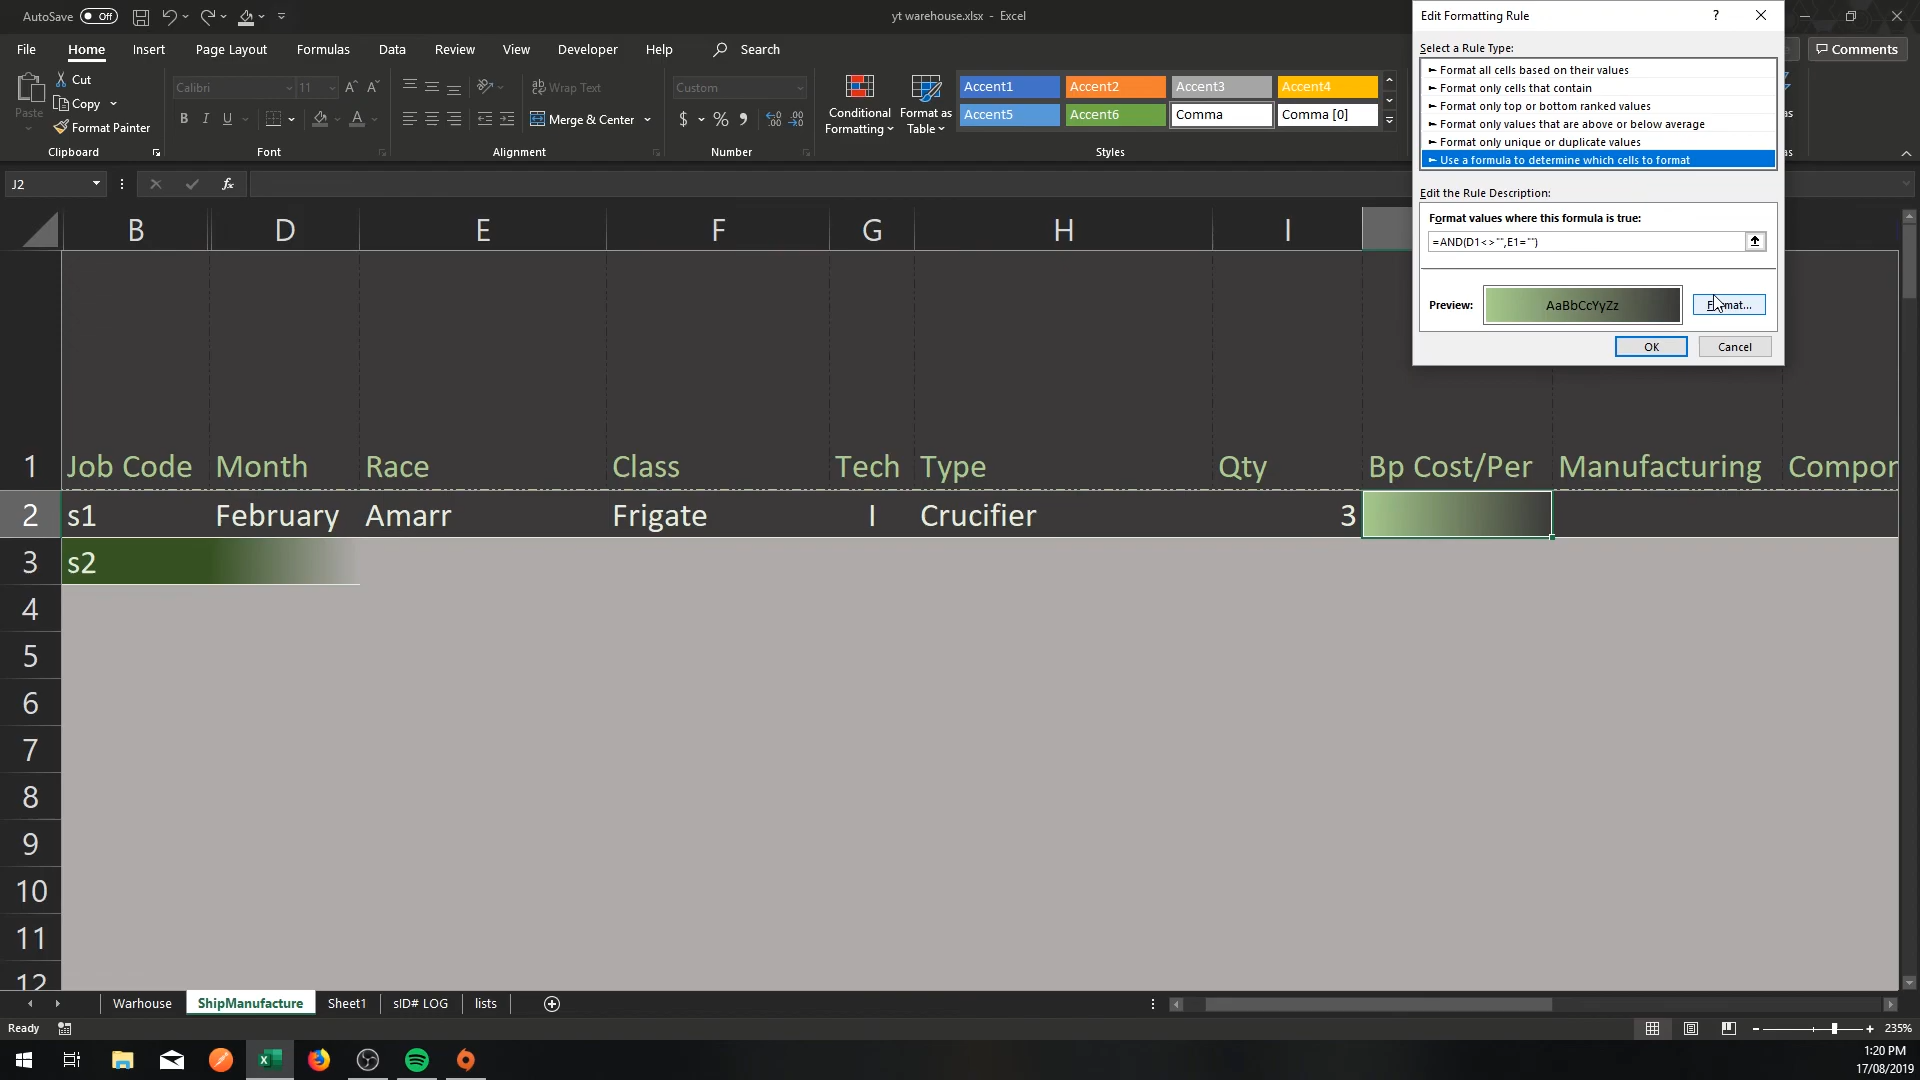 AutoSave Off
yt warehouse.xlsx - Excel
File Home Insert Page Layout Formulas Data Review View Developer Help Search
Comments
Paste
Cut
Copy
Format Painter
Clipboard
Calibri 11
B I U
Font
Wrap Text
Merge & Center
Alignment
Custom
$ % ,
Number
Conditional Formatting
Format as Table
Accent1 Accent2 Accent3 Accent4
Accent5 Accent6 Comma Comma [0]
Styles
J2
fx
B D E F G H I
1 Job Code Month Race Class Tech Type Qty Bp Cost/Per Manufacturing Compor
2 s1 February Amarr Frigate I Crucifier 3
3 s2
4
5
6
7
8
9
10
11
12
Edit Formatting Rule ?
Select a Rule Type:
► Format all cells based on their values
► Format only cells that contain
► Format only top or bottom ranked values
► Format only values that are above or below average
► Format only unique or duplicate values
► Use a formula to determine which cells to format
Edit the Rule Description:
Format values where this formula is true:
=AND(D1<>"",E1="")
Preview: AaBbCcYyZz
OK Cancel
Warhouse ShipManufacture Sheet1 sID# LOG lists
Ready
235%
1:20 PM
17/08/2019